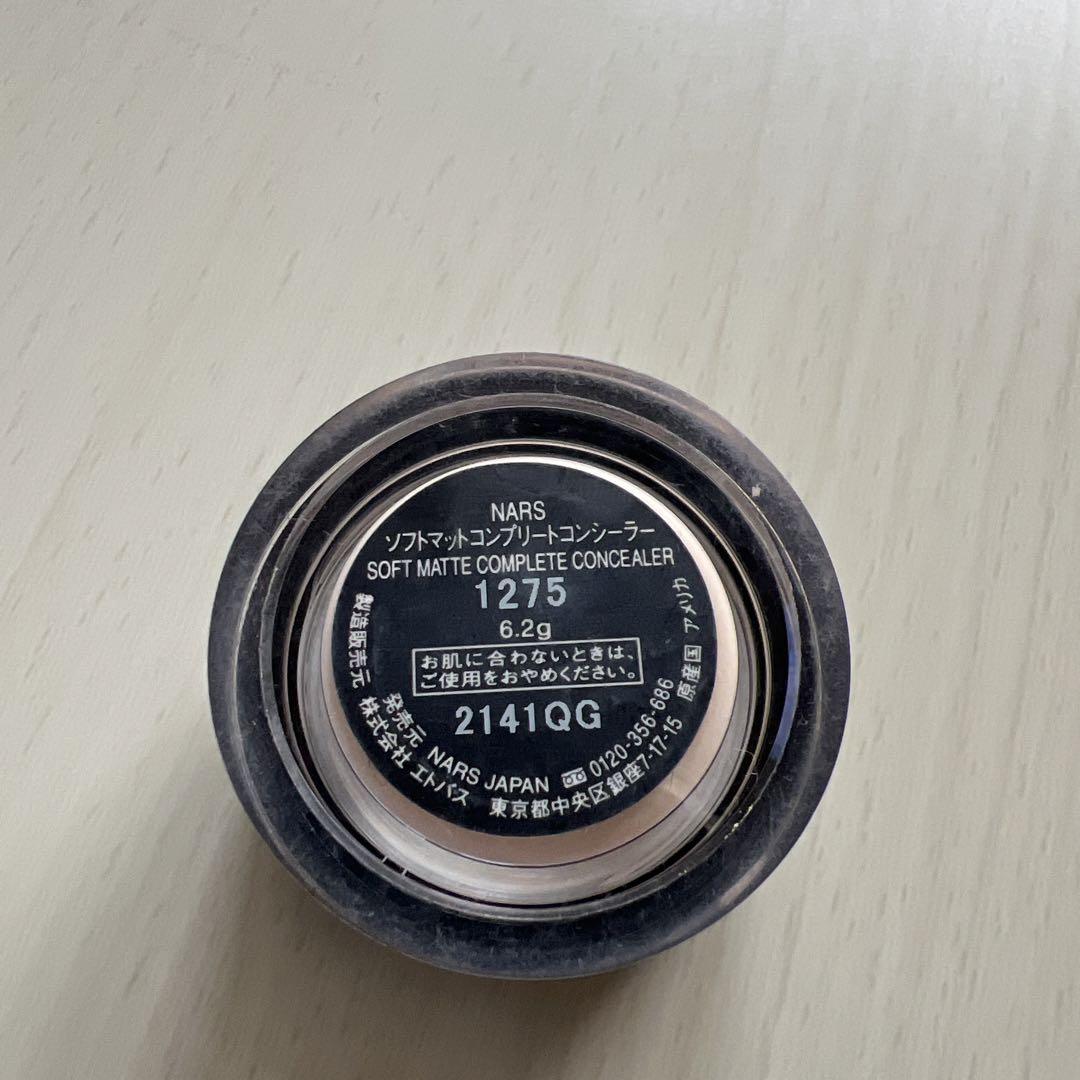 NARS
ソフトマットコンプリートコンシーラー
SOFT MATTE COMPLETE CONCEALER
1275
6.2g
お肌に合わないときは、
ご使用をおやめください。
2141QG
発売元 NARS JAPAN 0120-356-686
製造販売元 株式会社 エトバス 東京都中央区銀座7-17-15 原産国 アメリカ